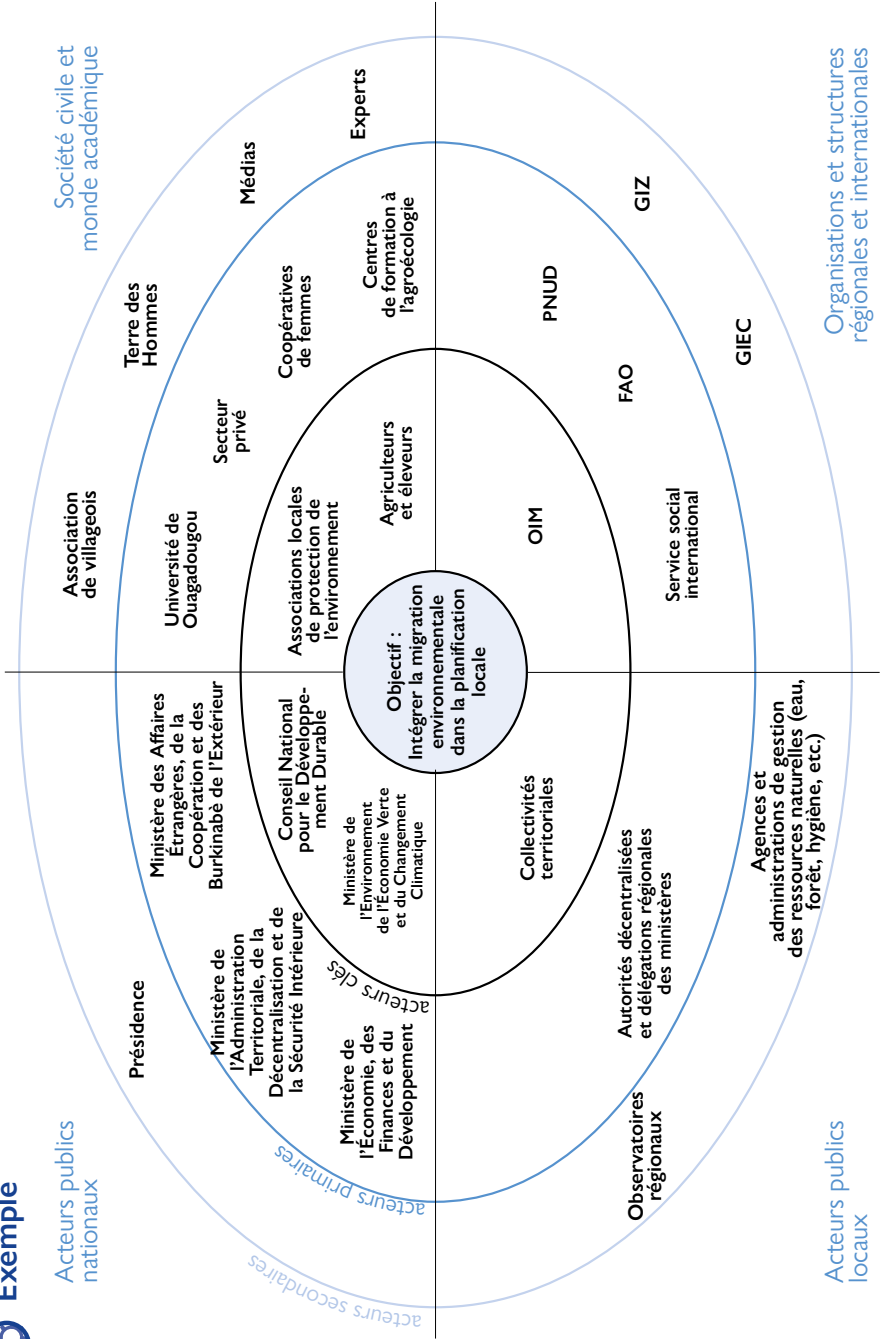 Exemple
Acteurs publics
nationaux
Société civile et
monde académique
Présidence
Ministère des Affaires
Étrangères, de la
Coopération et des
Burkinabè de l'Extérieur
Ministère de
l'Administration
Territoriale, de la
Décentralisation et de
la Sécurité Intérieure
Ministère de
l'Économie, des
Finances et du
Développement
Conseil National
pour le Développe-
ment Durable
Ministère de
l'Environnement
de l'Économie Verte
et du Changement
Climatique
acteurs clés
acteurs primaires
acteurs secondaires
Association
de villageois
Terre des
Hommes
Médias
Experts
Université de
Ouagadougou
Secteur
privé
Coopératives
de femmes
Centres
de formation à
l'agroécologie
Associations locales
de protection de
l'environnement
Agriculteurs
et éleveurs
Objectif :
Intégrer la migration
environnementale
dans la planification
locale
Collectivités
territoriales
Autorités décentralisées
et délégations régionales
des ministères
Observatoires
régionaux
Agences et
administrations de gestion
des ressources naturelles (eau,
forêt, hygiène, etc.)
Acteurs publics
locaux
OIM
PNUD
FAO
Service social
international
GIZ
GIEC
Organisations et structures
régionales et internationales